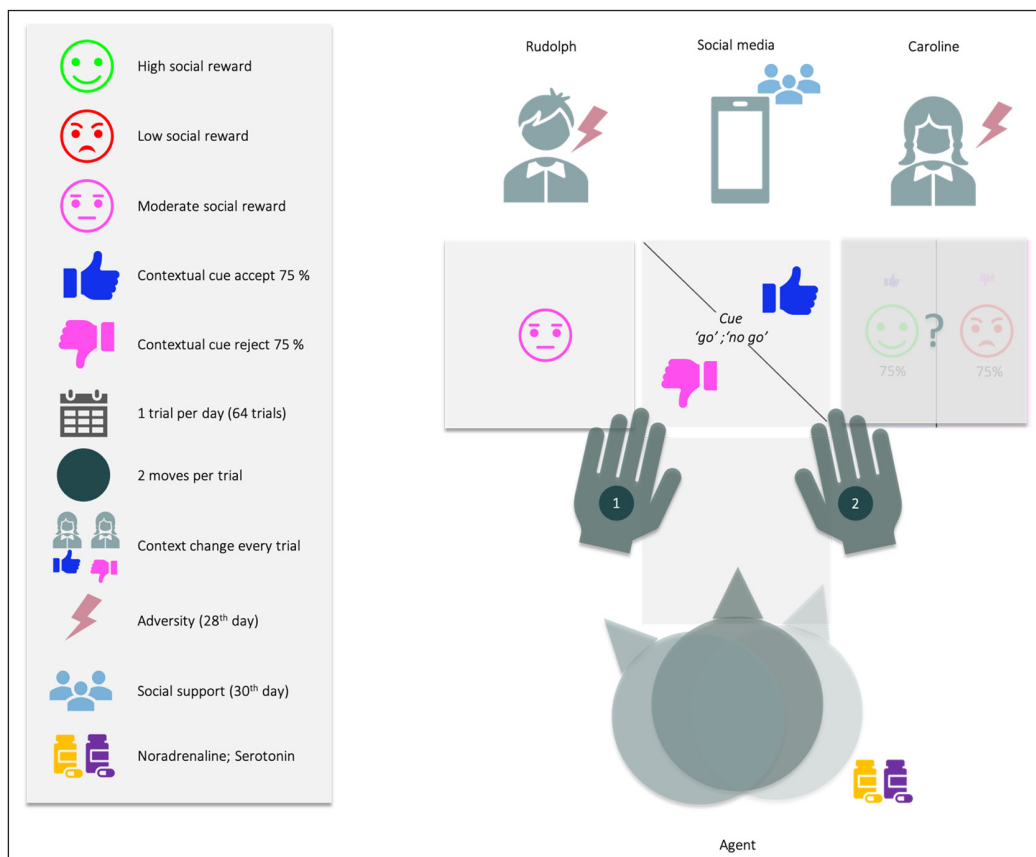 High social reward
Low social reward
Moderate social reward
Contextual cue accept 75 %
Contextual cue reject 75 %
1 trial per day (64 trials)
2 moves per trial
Context change every trial
Adversity (28th day)
Social support (30th day)
Noradrenaline; Serotonin
Rudolph
Social media
Caroline
Cue
'go' ;'no go'
?
75%
75%
1
2
Agent